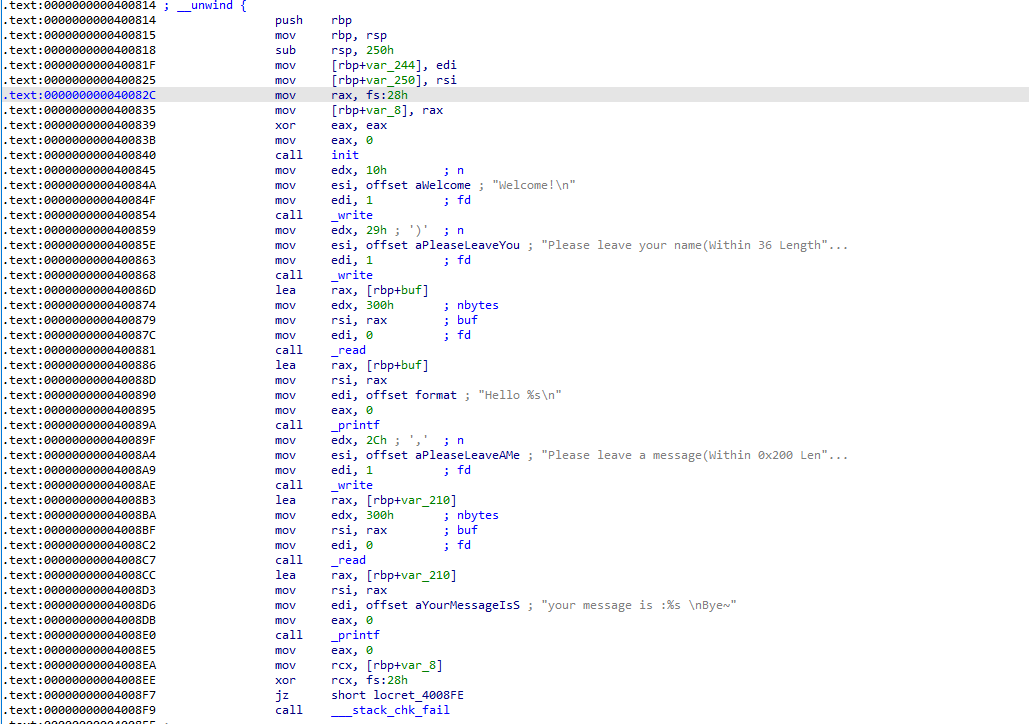 .text:0000000000400814 ; __unwind {
.text:0000000000400814 push rbp
.text:0000000000400815 mov rbp, rsp
.text:0000000000400818 sub rsp, 250h
.text:000000000040081F mov [rbp+var_244], edi
.text:0000000000400825 mov [rbp+var_250], rsi
.text:000000000040082C mov rax, fs:28h
.text:0000000000400835 mov [rbp+var_8], rax
.text:0000000000400839 xor eax, eax
.text:000000000040083B mov eax, 0
.text:0000000000400840 call init
.text:0000000000400845 mov edx, 10h ; n
.text:000000000040084A mov esi, offset aWelcome ; "Welcome!\n"
.text:000000000040084F mov edi, 1 ; fd
.text:0000000000400854 call _write
.text:0000000000400859 mov edx, 29h ; ')' ; n
.text:000000000040085E mov esi, offset aPleaseLeaveYou ; "Please leave your name(Within 36 Length"...
.text:0000000000400863 mov edi, 1 ; fd
.text:0000000000400868 call _write
.text:000000000040086D lea rax, [rbp+buf]
.text:0000000000400874 mov edx, 300h ; nbytes
.text:0000000000400879 mov rsi, rax ; buf
.text:000000000040087C mov edi, 0 ; fd
.text:0000000000400881 call _read
.text:0000000000400886 lea rax, [rbp+buf]
.text:000000000040088D mov rsi, rax
.text:0000000000400890 mov edi, offset format ; "Hello %s\n"
.text:0000000000400895 mov eax, 0
.text:000000000040089A call _printf
.text:000000000040089F mov edx, 2Ch ; ',' ; n
.text:00000000004008A4 mov esi, offset aPleaseLeaveAMe ; "Please leave a message(Within 0x200 Len"...
.text:00000000004008A9 mov edi, 1 ; fd
.text:00000000004008AE call _write
.text:00000000004008B3 lea rax, [rbp+var_210]
.text:00000000004008BA mov edx, 300h ; nbytes
.text:00000000004008BF mov rsi, rax ; buf
.text:00000000004008C2 mov edi, 0 ; fd
.text:00000000004008C7 call _read
.text:00000000004008CC lea rax, [rbp+var_210]
.text:00000000004008D3 mov rsi, rax
.text:00000000004008D6 mov edi, offset aYourMessageIsS ; "your message is :%s \nBye~"
.text:00000000004008DB mov eax, 0
.text:00000000004008E0 call _printf
.text:00000000004008E5 mov eax, 0
.text:00000000004008EA mov rcx, [rbp+var_8]
.text:00000000004008EE xor rcx, fs:28h
.text:00000000004008F7 jz short locret_4008FE
.text:00000000004008F9 call ___stack_chk_fail